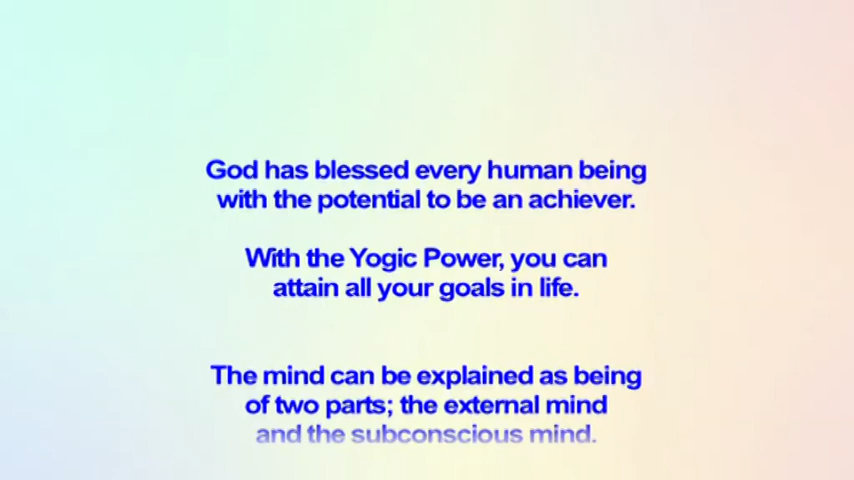 God has blessed every human being
with the potential to be an achiever.
With the Yogic Power, you can
attain all your goals in life.
The mind can be explained as being
of two parts; the external mind
and the subconscious mind.